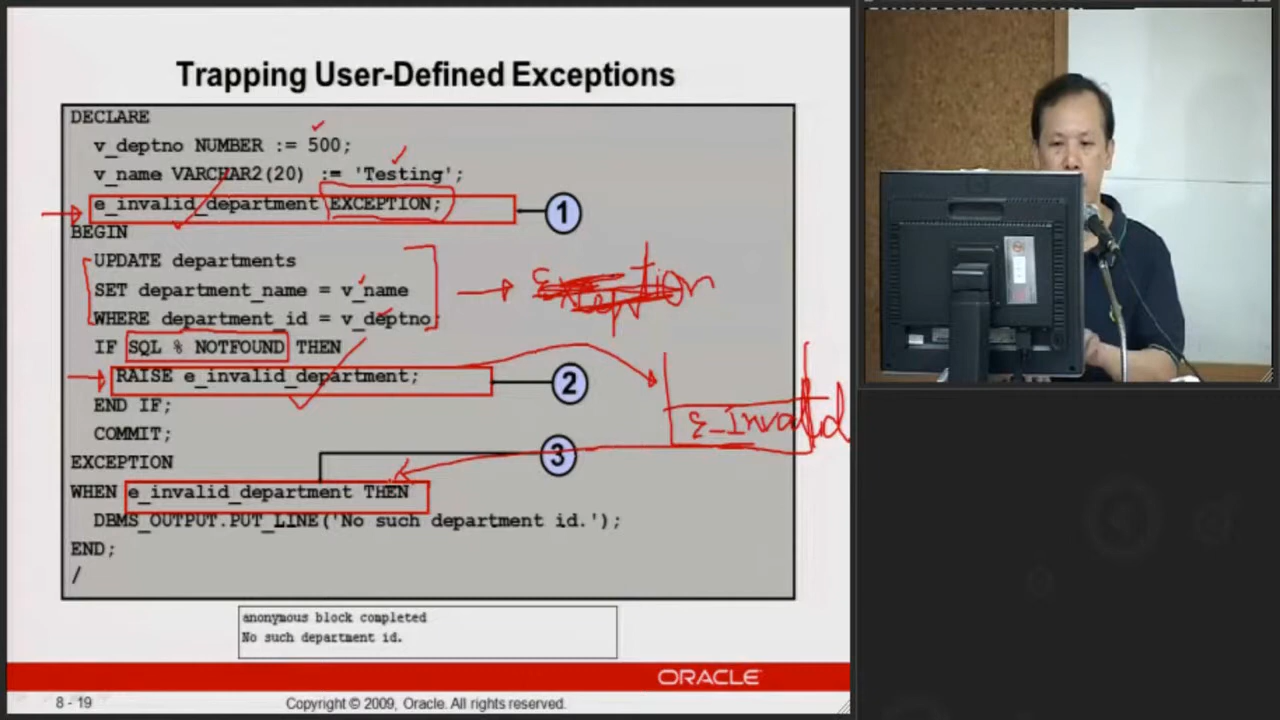 Trapping User-Defined Exceptions
DECLARE
v_deptno NUMBER := 500;
v_name VARCHAR2(20) := 'Testing';
e_invalid_department EXCEPTION;
1
BEGIN
UPDATE departments
SET department_name = v_name
WHERE department_id = v_deptno;
IF SQL % NOTFOUND THEN
RAISE e_invalid_department;
2
END IF;
COMMIT;
E_Invalid
EXCEPTION
3
WHEN e_invalid_department THEN
DBMS_OUTPUT.PUT_LINE('No such department id.');
END;
/
anonymous block completed
No such department id.
ORACLE
8 - 19
Copyright © 2009, Oracle. All rights reserved.